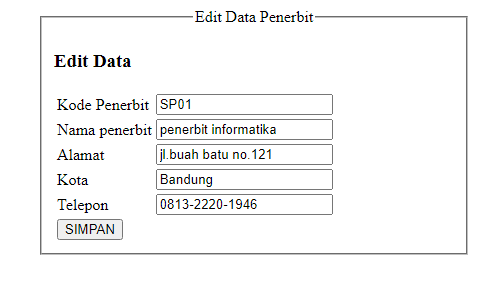 Edit Data Penerbit
Edit Data
Kode Penerbit SP01
Nama penerbit penerbit informatika
Alamat jl.buah batu no.121
Kota Bandung
Telepon 0813-2220-1946
SIMPAN